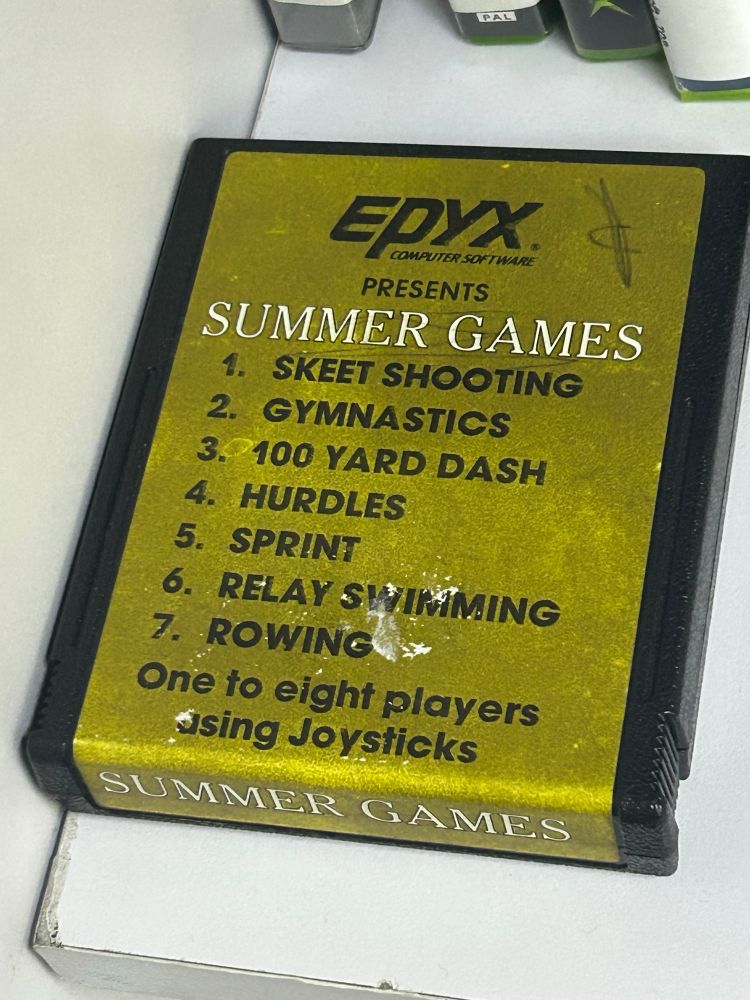 PAL
EPYX®
COMPUTER SOFTWARE
PRESENTS
SUMMER GAMES
1. SKEET SHOOTING
2. GYMNASTICS
3. 100 YARD DASH
4. HURDLES
5. SPRINT
6. RELAY SWIMMING
7. ROWING
One to eight players
using Joysticks
SUMMER GAMES